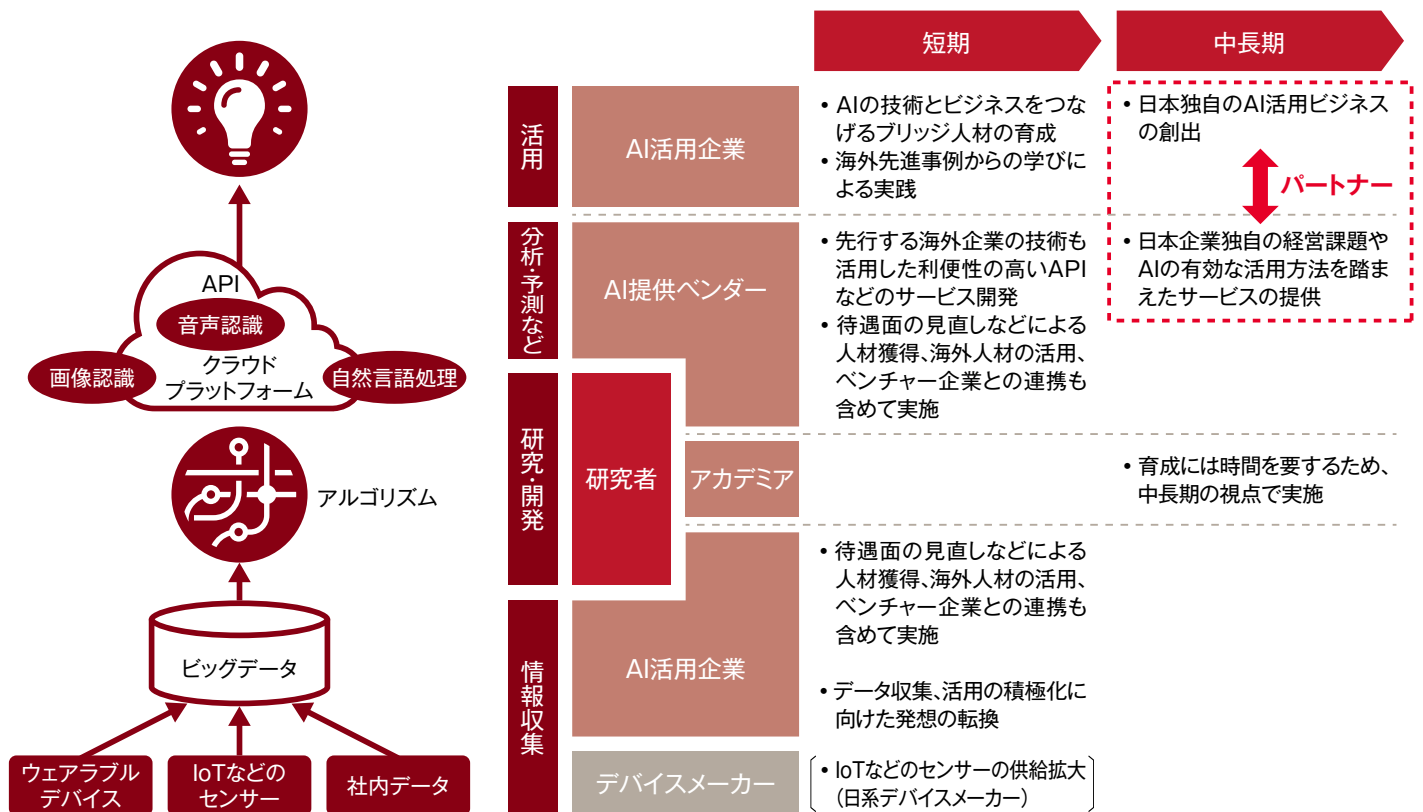 短期
中長期
API
音声認識
クラウド
プラットフォーム
画像認識
自然言語処理
アルゴリズム
ビッグデータ
ウェアラブル
デバイス
IoTなどの
センサー
社内データ
活用
AI活用企業
• AIの技術とビジネスをつな
げるブリッジ人材の育成
• 海外先進事例からの学びに
よる実践
• 日本独自のAI活用ビジネス
の創出
パートナー
分析・予測など
AI提供ベンダー
• 先行する海外企業の技術も
活用した利便性の高いAPI
などのサービス開発
• 待遇面の見直しなどによる
人材獲得、海外人材の活用、
ベンチャー企業との連携も
含めて実施
• 日本企業独自の経営課題や
AIの有効な活用方法を踏ま
えたサービスの提供
研究・開発
研究者
アカデミア
• 育成には時間を要するため、
中長期の視点で実施
• 待遇面の見直しなどによる
人材獲得、海外人材の活用、
ベンチャー企業との連携も
含めて実施
情報収集
AI活用企業
• データ収集、活用の積極化に
向けた発想の転換
デバイスメーカー
• IoTなどのセンサーの供給拡大
(日系デバイスメーカー)